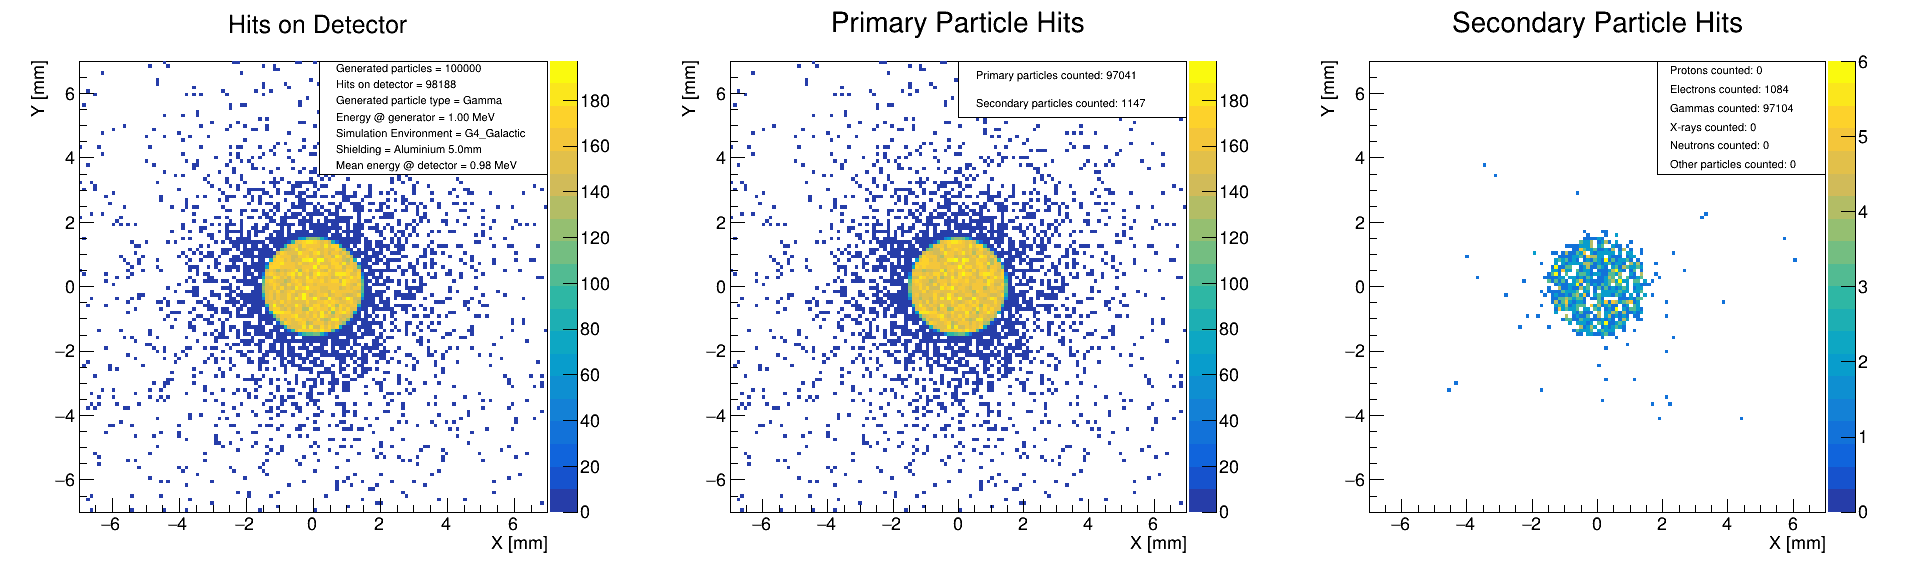 Hits on Detector
Y [mm]
Generated particles = 100000
Hits on detector = 98188
Generated particle type = Gamma
Energy @ generator = 1.00 MeV
Simulation Environment = G4_Galactic
Shielding = Aluminium 5.0mm
Mean energy @ detector = 0.98 MeV
6
4
2
0
−2
−4
−6
−6 −4 −2 0 2 4 6
X [mm]
180
160
140
120
100
80
60
40
20
0
Primary Particle Hits
Y [mm]
Primary particles counted: 97041
Secondary particles counted: 1147
6
4
2
0
−2
−4
−6
−6 −4 −2 0 2 4 6
X [mm]
180
160
140
120
100
80
60
40
20
0
Secondary Particle Hits
Y [mm]
Protons counted: 0
Electrons counted: 1084
Gammas counted: 97104
X-rays counted: 0
Neutrons counted: 0
Other particles counted: 0
6
4
2
0
−2
−4
−6
−6 −4 −2 0 2 4 6
X [mm]
6
5
4
3
2
1
0